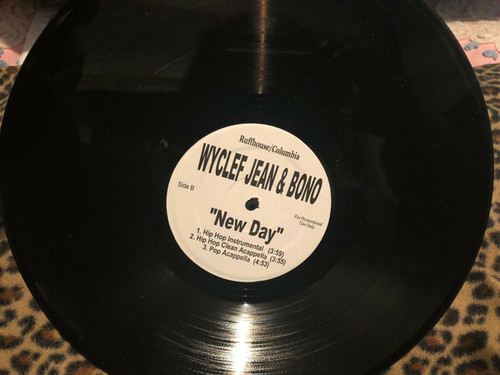 Ruffhouse/Columbia
WYCLEF JEAN & BONO
Side B
For Promotional
Use Only
"New Day"
1. Hip Hop Instrumental (3:59)
2. Hip Hop Clean Acappella (3:55)
3. Pop Acappella (4:53)